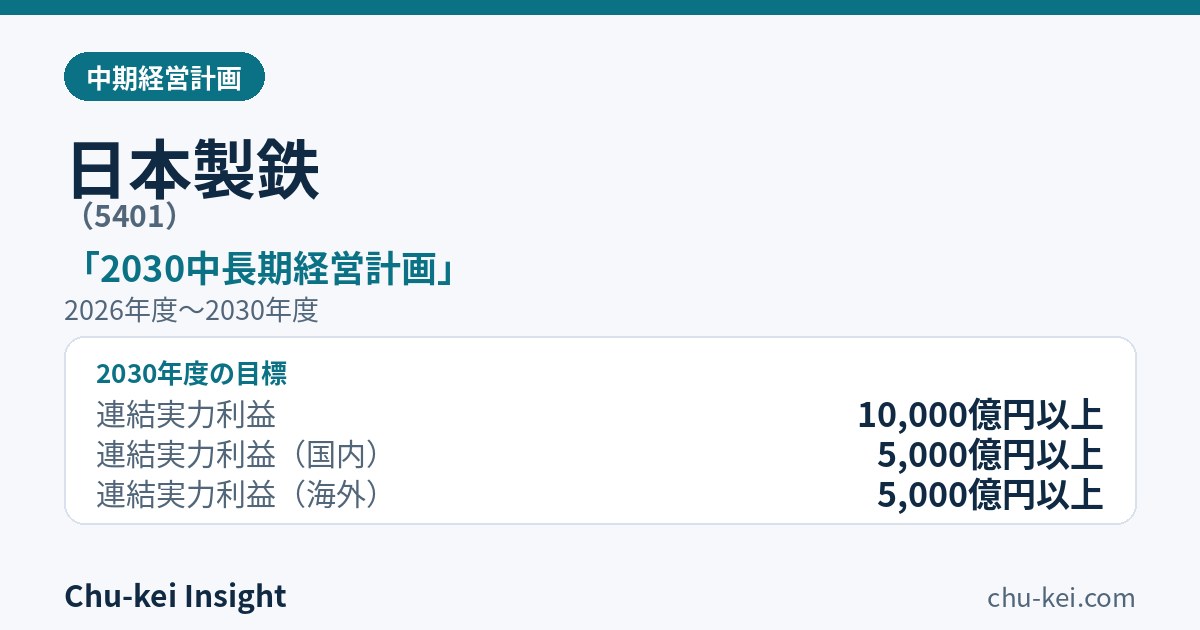 中期経営計画
日本製鉄
（5401）
「2030中長期経営計画」
2026年度〜2030年度
2030年度の目標
連結実力利益 10,000億円以上
連結実力利益（国内） 5,000億円以上
連結実力利益（海外） 5,000億円以上
Chu-kei Insight chu-kei.com